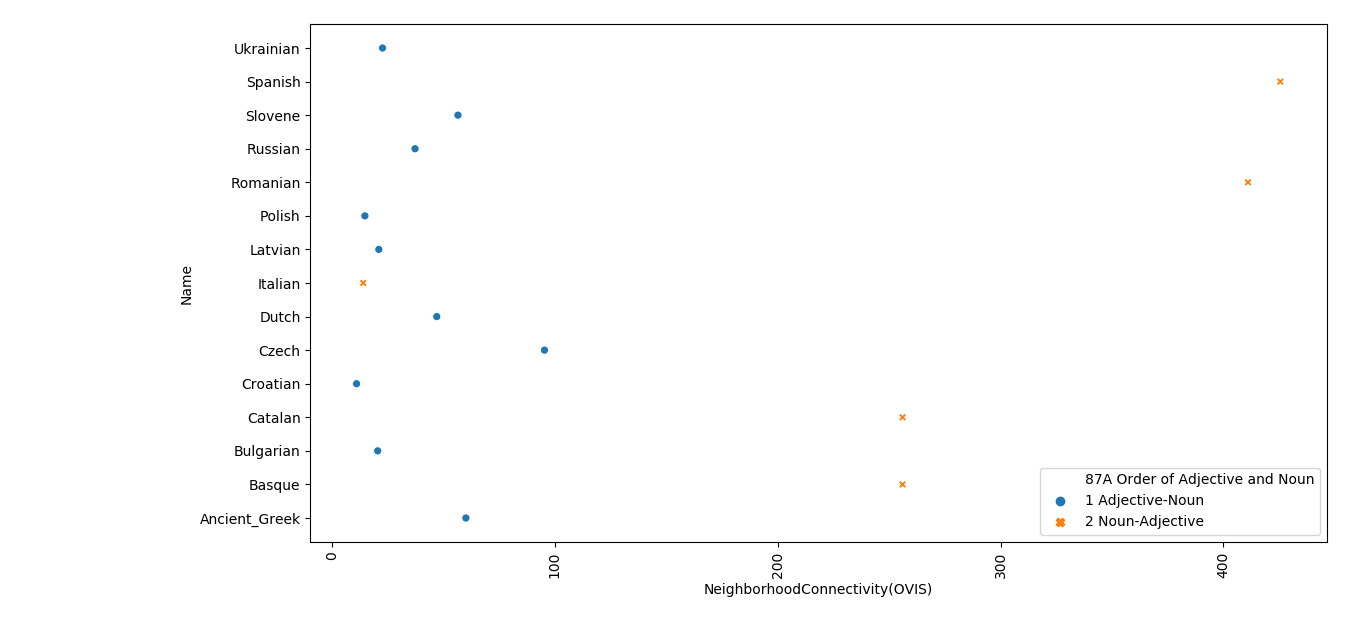 Ukrainian
Spanish
Slovene
Russian
Romanian
Polish
Latvian
Italian
Dutch
Czech
Croatian
Catalan
Bulgarian
Basque
Ancient_Greek
Name
87A Order of Adjective and Noun
1 Adjective-Noun
2 Noun-Adjective
0
100
200
300
400
NeighborhoodConnectivity(OVIS)